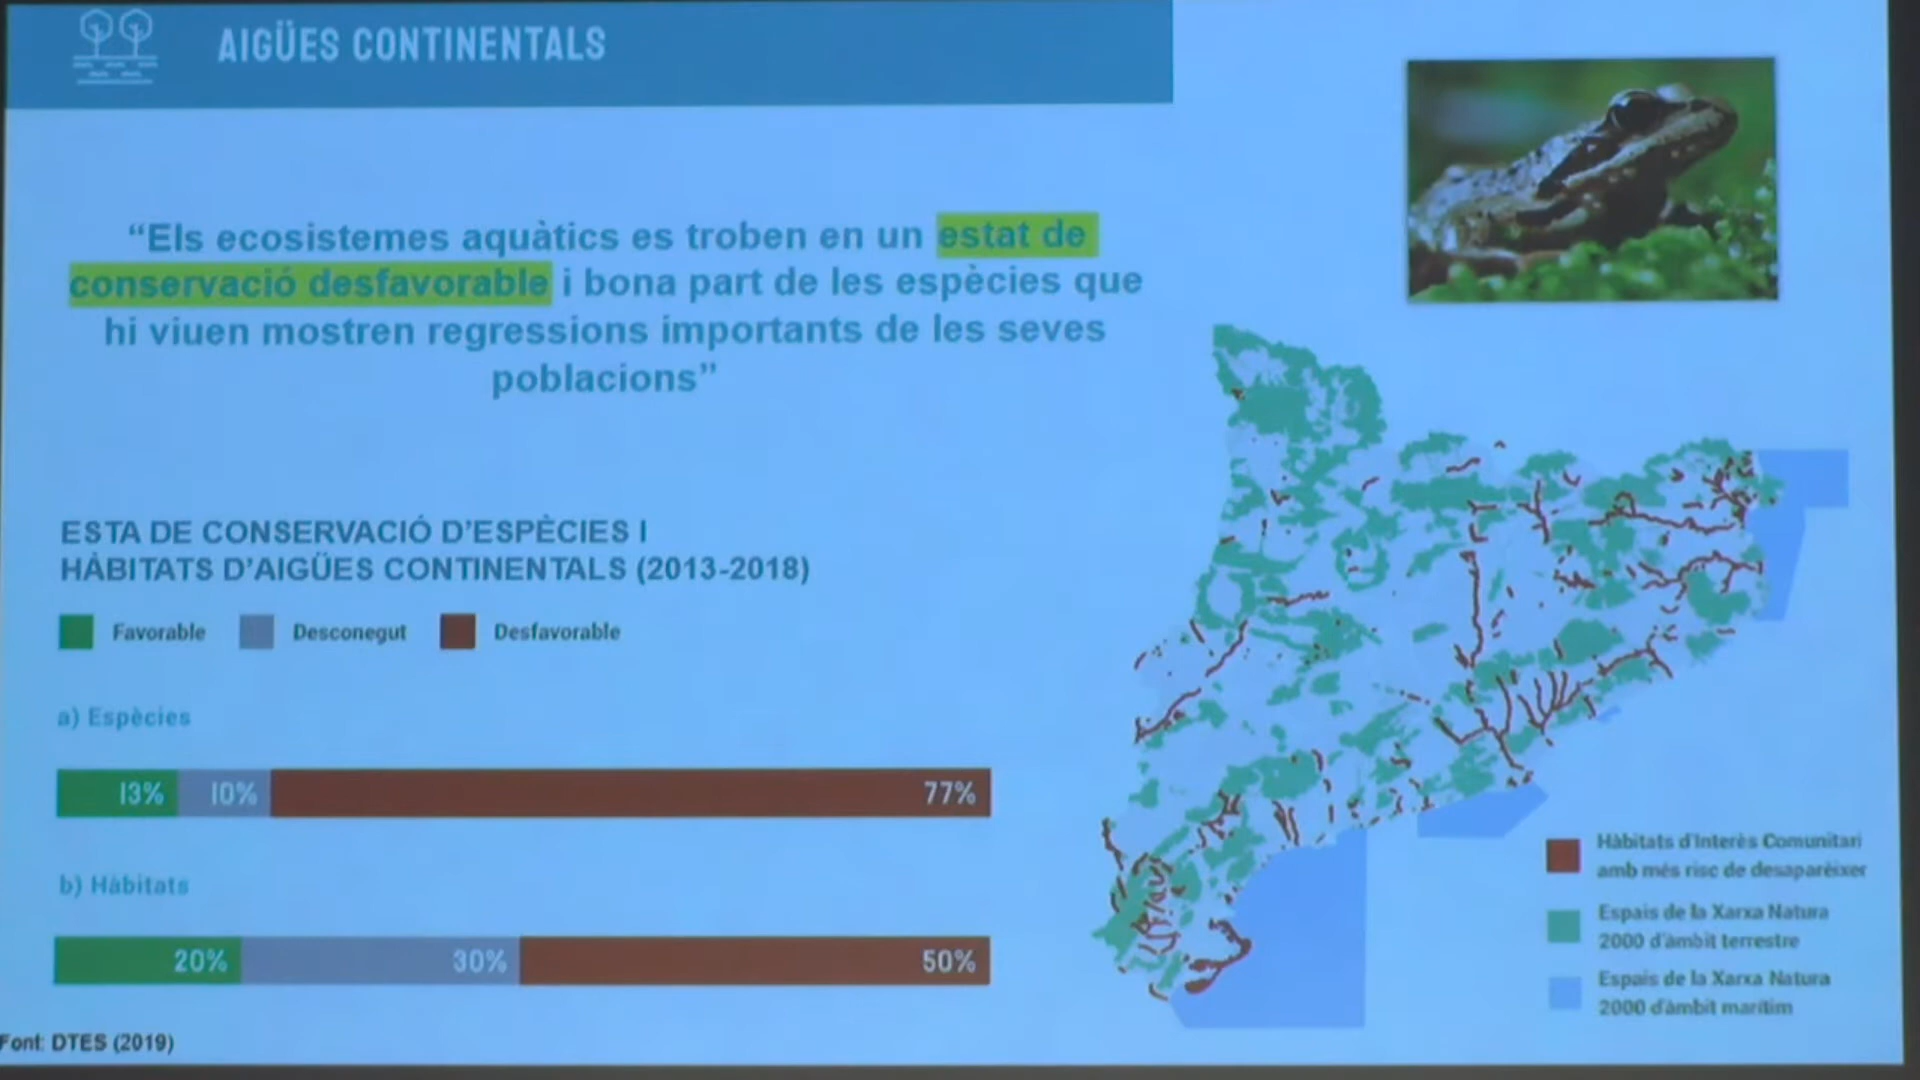 AIGÜES CONTINENTALS
“Els ecosistemes aquàtics es troben en un estat de
conservació desfavorable i bona part de les espècies que
hi viuen mostren regressions importants de les seves
poblacions”
ESTA DE CONSERVACIÓ D’ESPÈCIES I
HÀBITATS D’AIGÜES CONTINENTALS (2013-2018)
Favorable Desconegut Desfavorable
a) Espècies
13% 10% 77%
b) Hàbitats
20% 30% 50%
Font: DTES (2019)
Hàbitats d'Interès Comunitari
amb més risc de desaparèixer
Espais de la Xarxa Natura
2000 d'àmbit terrestre
Espais de la Xarxa Natura
2000 d'àmbit marítim